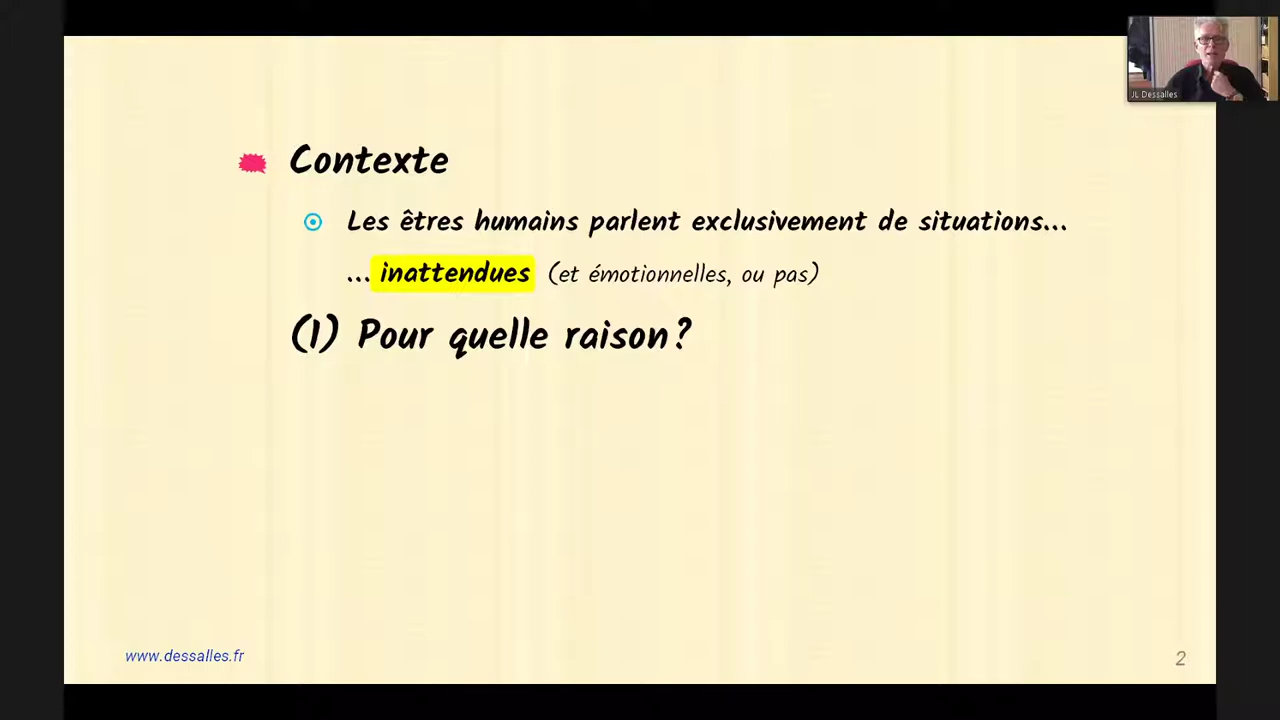 JL Dessalles
Contexte
Les êtres humains parlent exclusivement de situations...
...inattendues (et émotionnelles, ou pas)
(1) Pour quelle raison ?
www.dessalles.fr
2